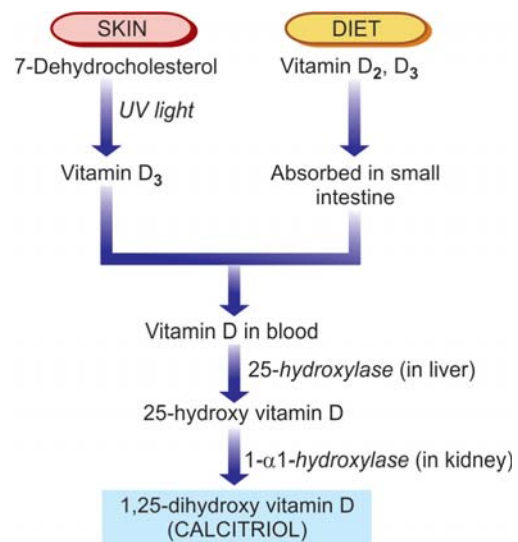 SKIN
DIET
7-Dehydrocholesterol
Vitamin D₂, D₃
UV light
Vitamin D₃
Absorbed in small
intestine
Vitamin D in blood
25-hydroxylase (in liver)
25-hydroxy vitamin D
1-α1-hydroxylase (in kidney)
1,25-dihydroxy vitamin D
(CALCITRIOL)